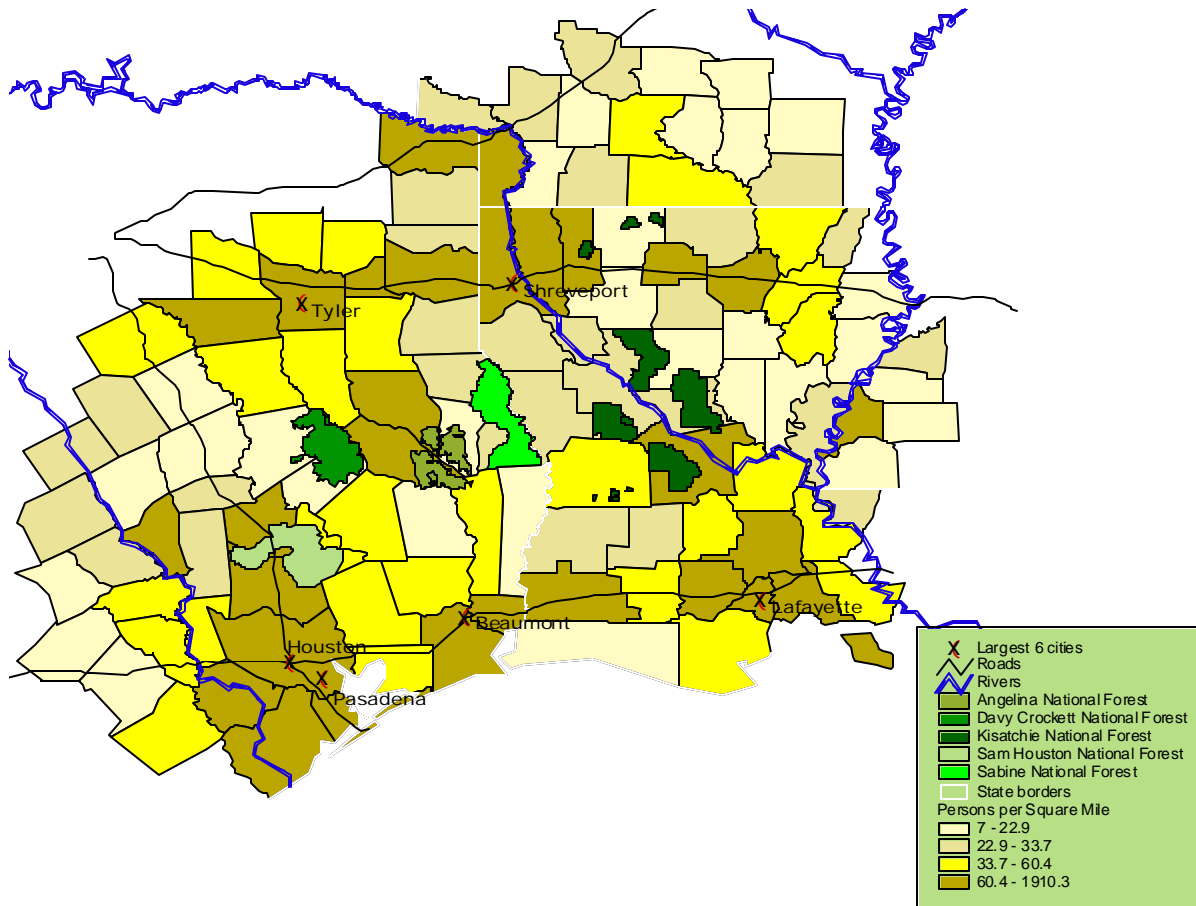 Shreveport
Tyler
Lafayette
Beaumont
Houston
Pasadena
Largest 6 cities
Roads
Rivers
Angelina National Forest
Davy Crockett National Forest
Kisatchie National Forest
Sam Houston National Forest
Sabine National Forest
State borders
Persons per Square Mile
7 - 22.9
22.9 - 33.7
33.7 - 60.4
60.4 - 1910.3